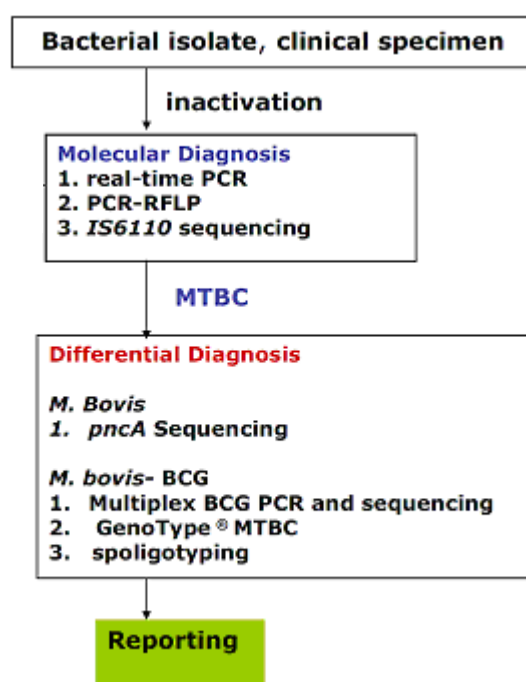 Bacterial isolate, clinical specimen
inactivation
Molecular Diagnosis
1. real-time PCR
2. PCR-RFLP
3. IS6110 sequencing
MTBC
Differential Diagnosis
M. Bovis
1. pncA Sequencing
M. bovis- BCG
1. Multiplex BCG PCR and sequencing
2. GenoType ® MTBC
3. spoligotyping
Reporting